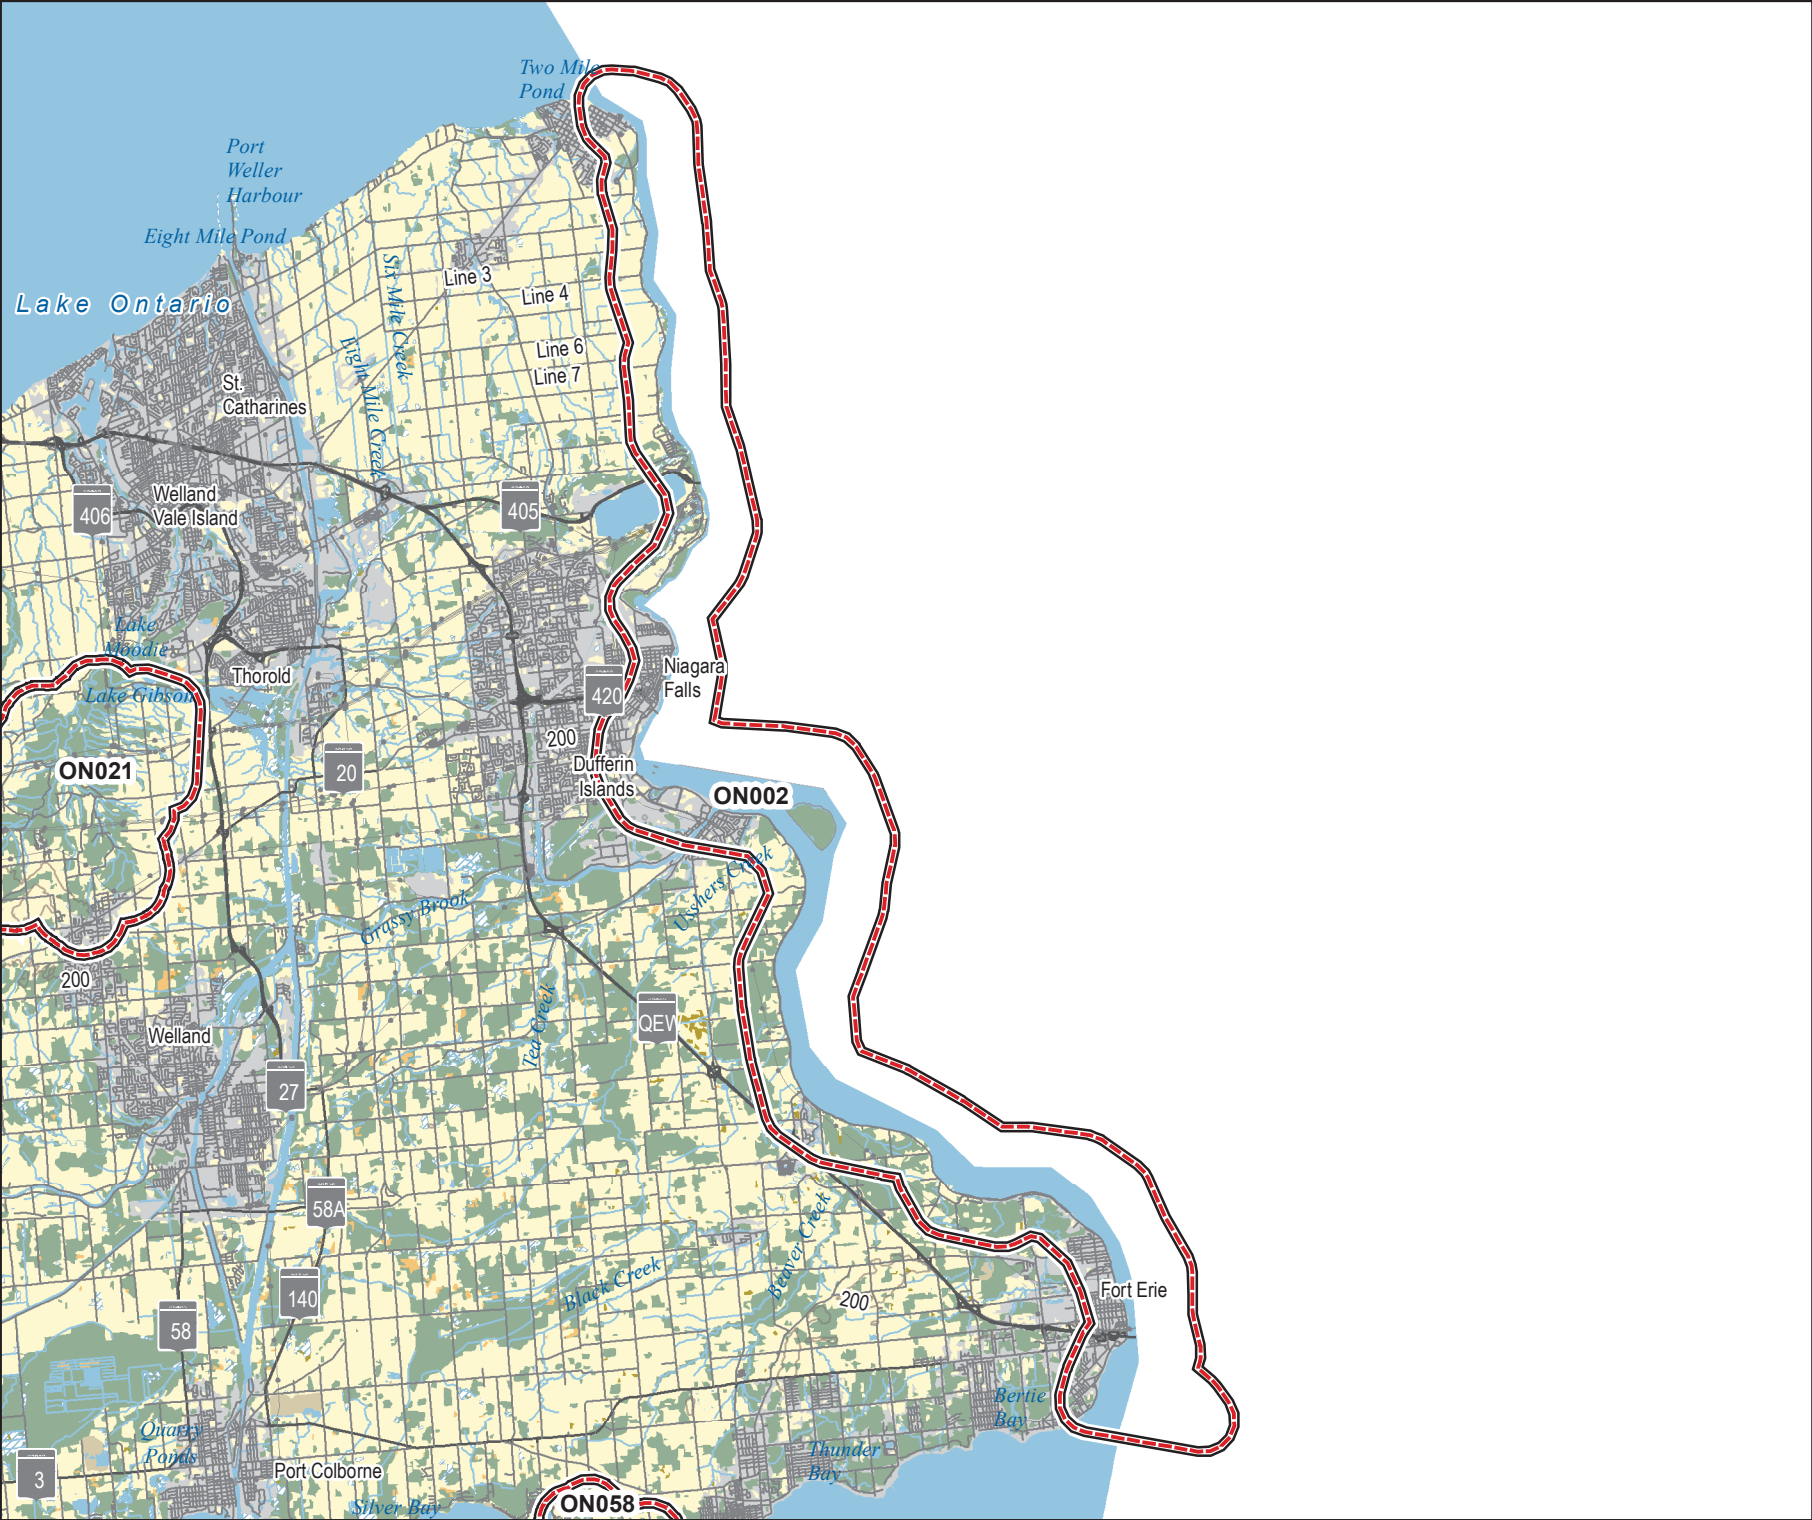 Two Mile
Pond
Port
Weller
Harbour
Eight Mile Pond
Lake Ontario
Six Mile Creek
Eight Mile Creek
Line 3
Line 4
Line 6
Line 7
St.
Catharines
Welland
Vale Island
406
405
Lake
Moodie
Lake Gibson
Thorold
Niagara
Falls
420
200
20
Dufferin
Islands
ON021
ON002
Usshers Creek
Grassy Brook
200
Tea Creek
QEW
Welland
27
58A
Beaver Creek
Black Creek
140
200
Fort Erie
58
Bertie
Bay
Quarry
Ponds
Thunder
Bay
3
Port Colborne
Silver Bay
ON058